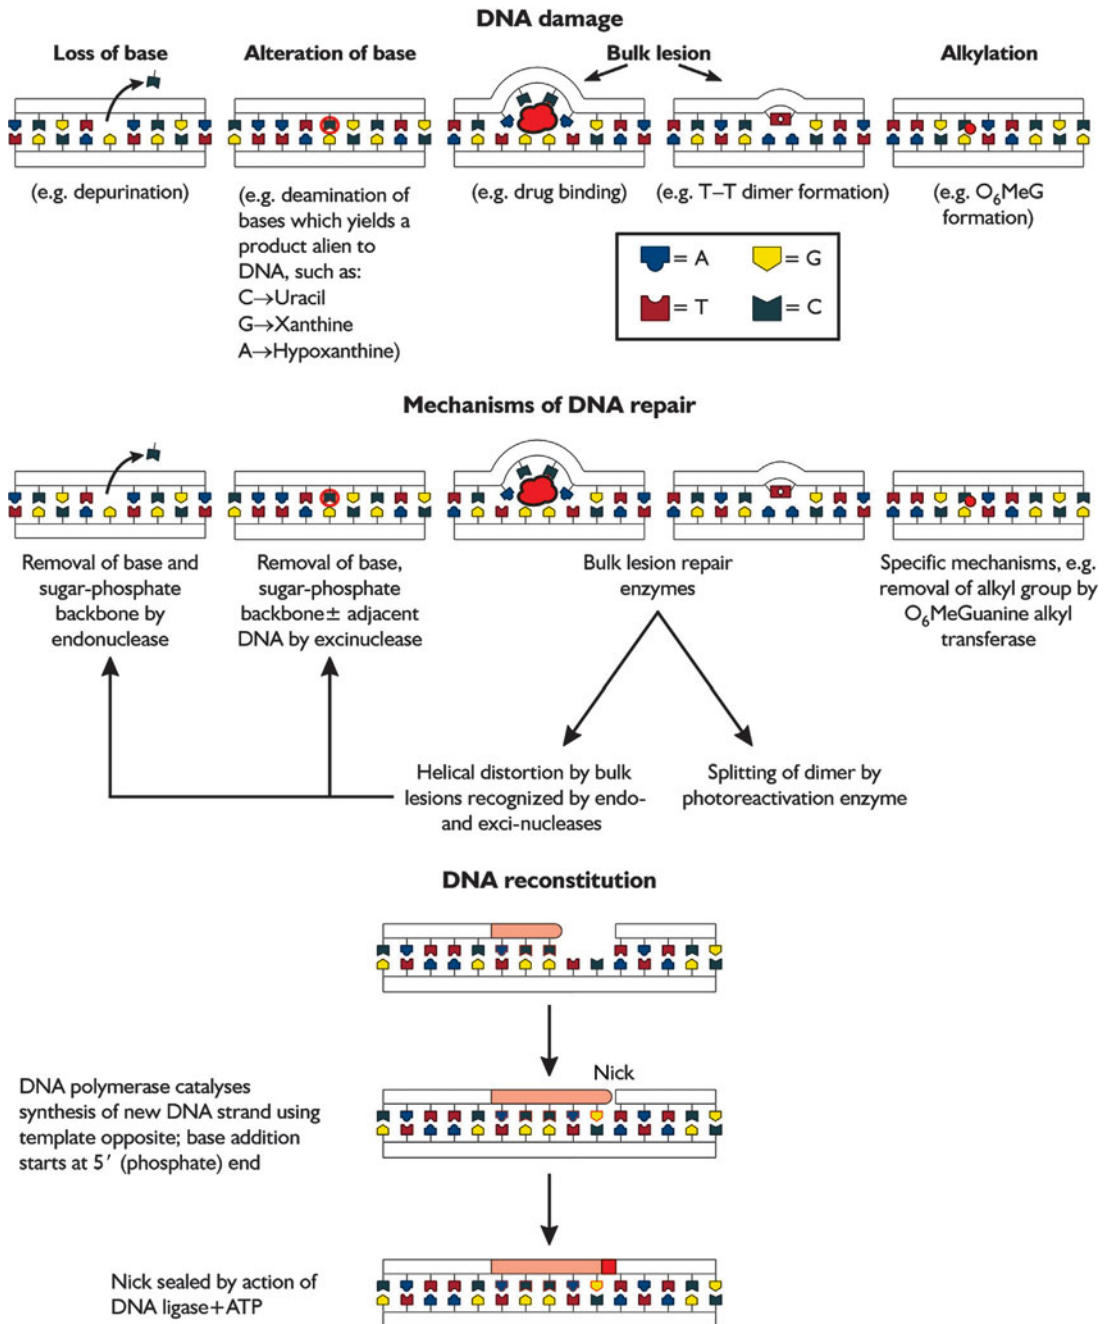 DNA damage
Loss of base
Alteration of base
Bulk lesion
Alkylation
(e.g. depurination)
(e.g. deamination of
bases which yields a
product alien to
DNA, such as:
C→Uracil
G→Xanthine
A→Hypoxanthine)
(e.g. drug binding)
(e.g. T–T dimer formation)
(e.g. O₆MeG
formation)
= A
= G
= T
= C
Mechanisms of DNA repair
Removal of base and
sugar-phosphate
backbone by
endonuclease
Removal of base,
sugar-phosphate
backbone± adjacent
DNA by excinuclease
Bulk lesion repair
enzymes
Specific mechanisms, e.g.
removal of alkyl group by
O₆MeGuanine alkyl
transferase
Helical distortion by bulk
lesions recognized by endo-
and exci-nucleases
Splitting of dimer by
photoreactivation enzyme
DNA reconstitution
Nick
DNA polymerase catalyses
synthesis of new DNA strand using
template opposite; base addition
starts at 5′ (phosphate) end
Nick sealed by action of
DNA ligase+ATP